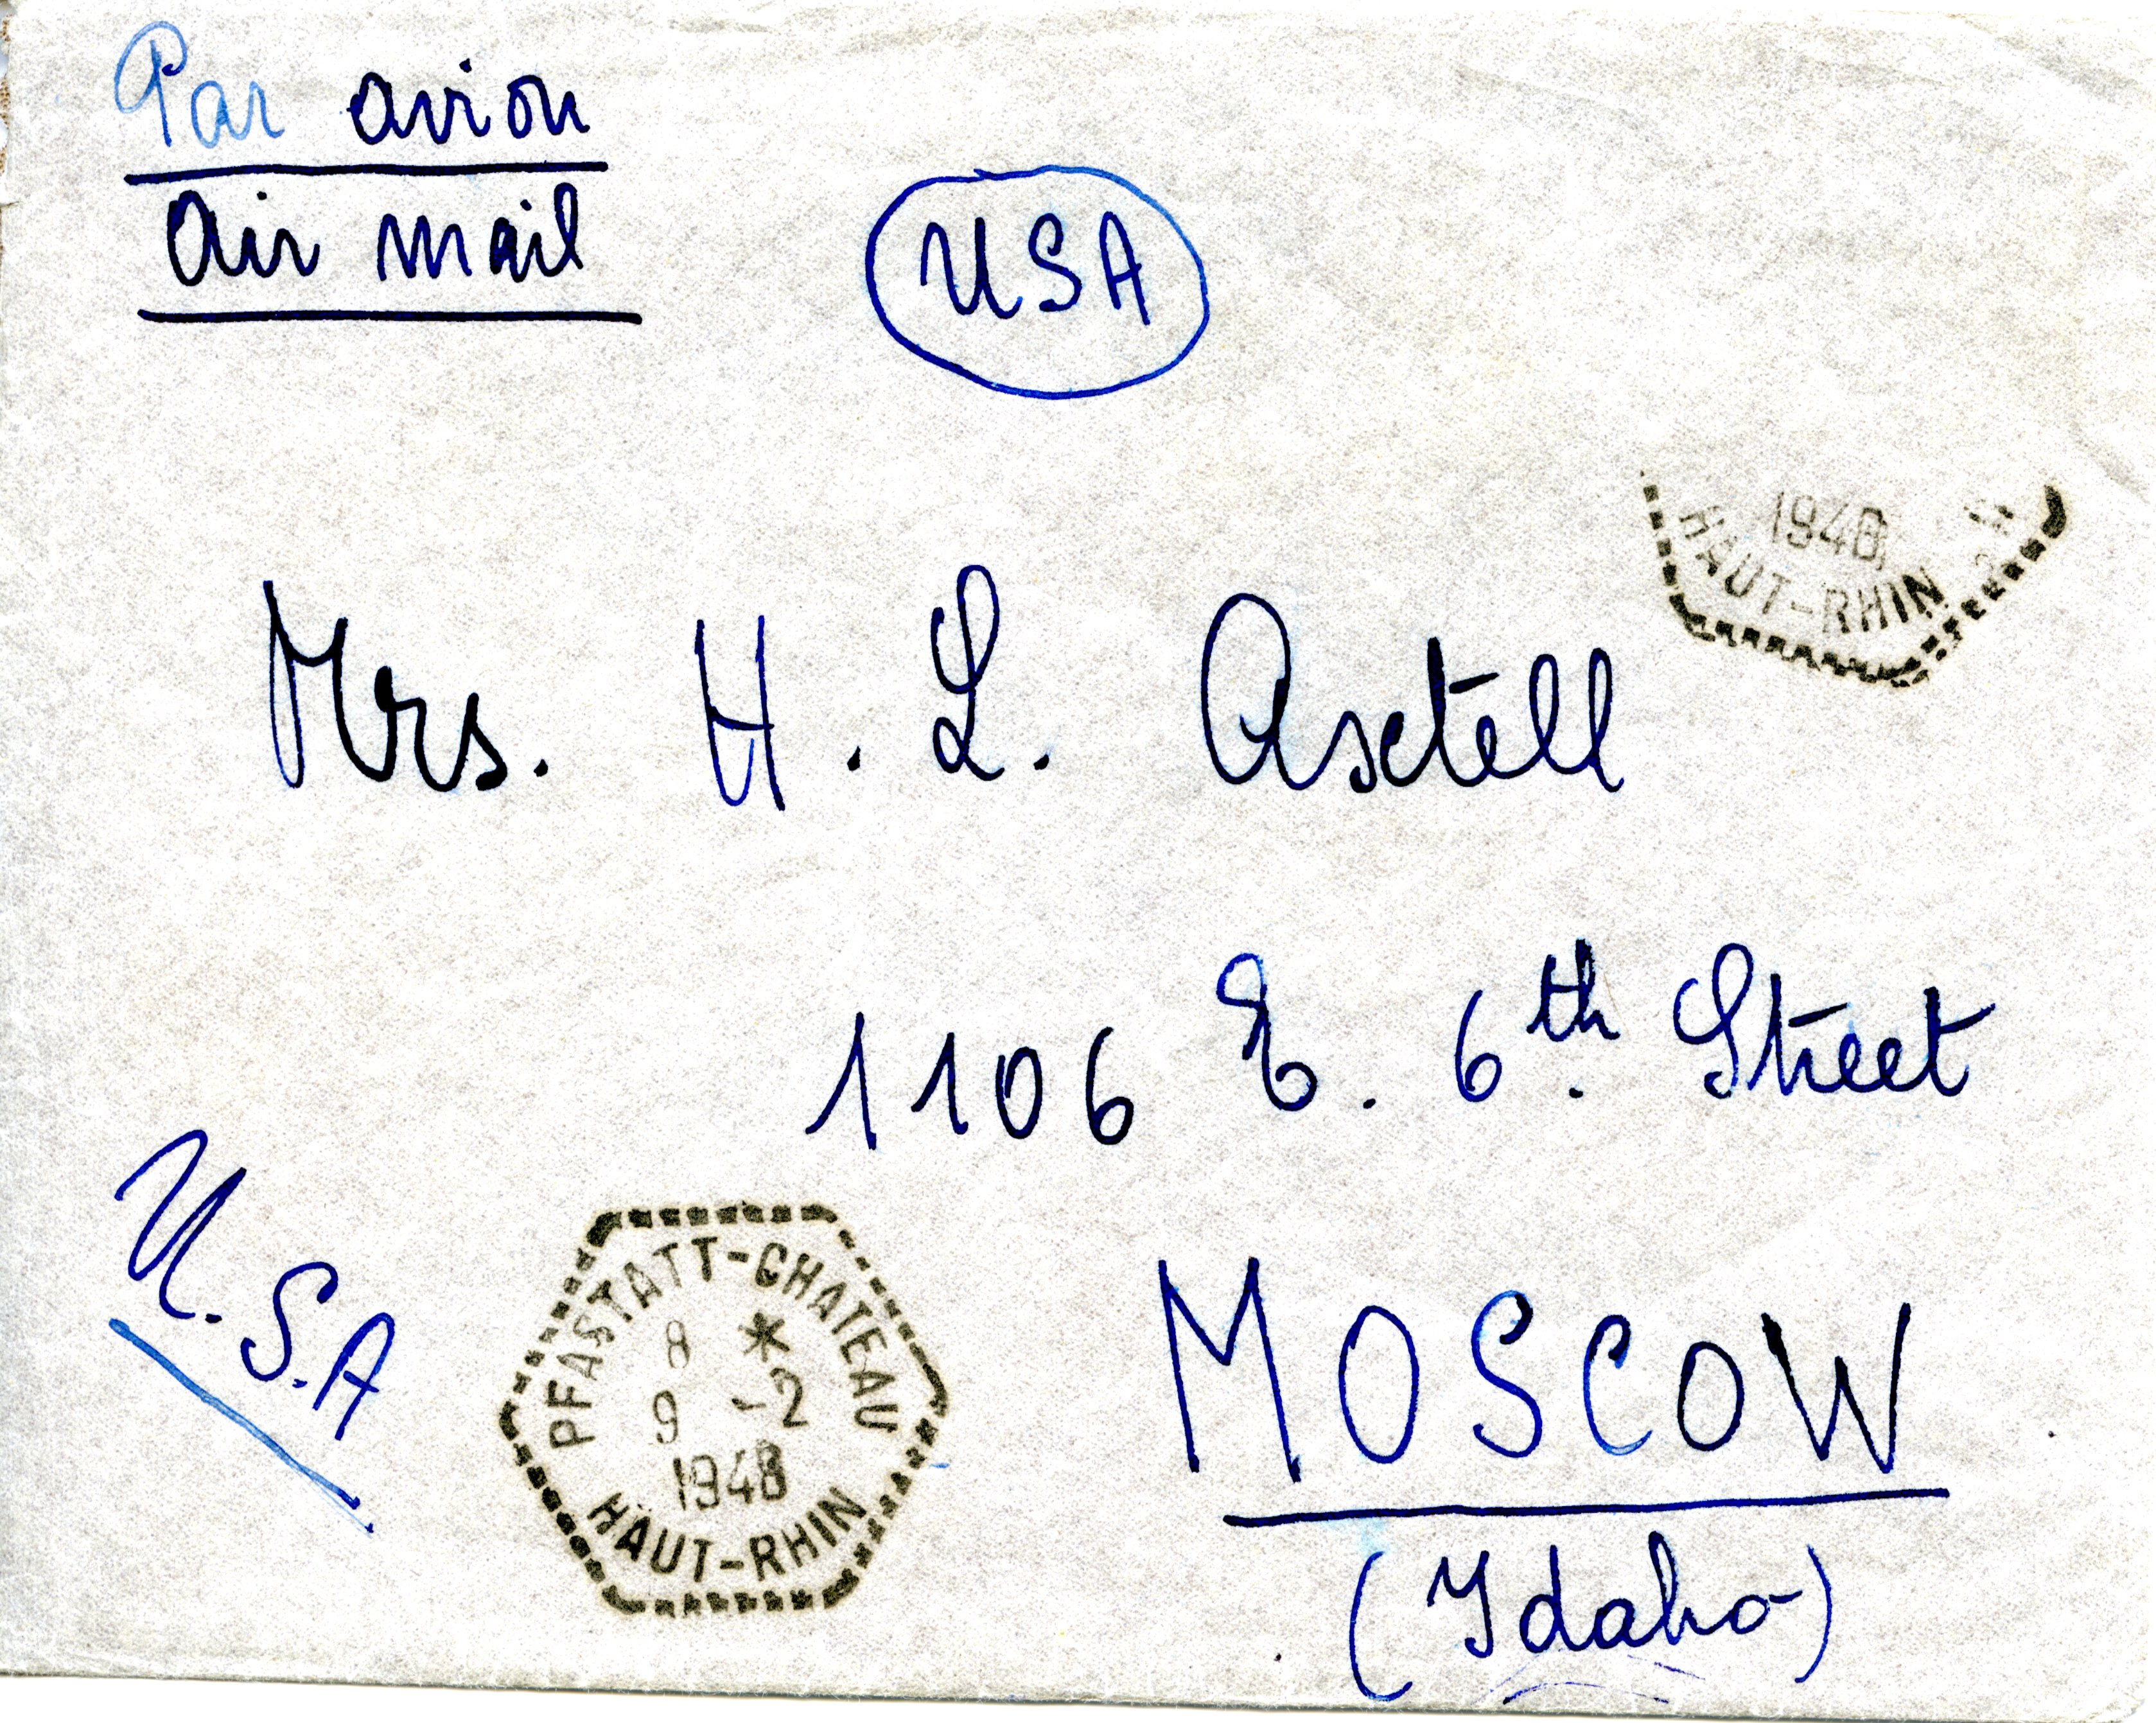 Par avion
air mail
USA
1948
HAUT-RHIN
Mrs. H. L. Axtell
1106 E. 6th. Street
U.S.A
PFASTATT-CHATEAU
8 *
9 -2
1948
HAUT-RHIN
MOSCOW
(Idaho)